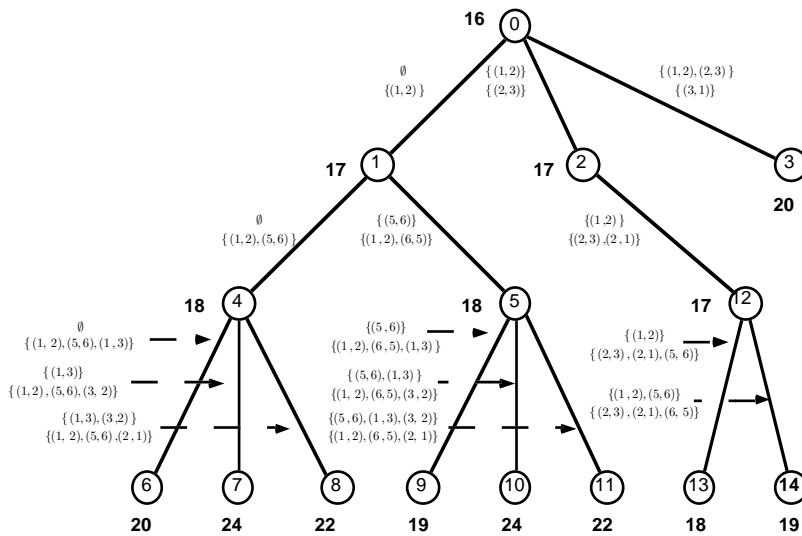 16 0
∅ {(1,2)} {(1,2),(2,3)}
{(1,2)} {(2,3)} {(3,1)}
17 1 17 2 3
20
∅ {(5,6)} {(1,2)}
{(1,2),(5,6)} {(1,2),(6,5)} {(2,3),(2,1)}
18 4 18 5 17 12
∅ {(5,6)} {(1,2)}
{(1,2),(5,6),(1,3)} {(1,2),(6,5),(1,3)} {(2,3),(2,1),(5,6)}
{(1,3)} {(5,6),(1,3)} {(1,2),(5,6)}
{(1,2),(5,6),(3,2)} {(1,2),(6,5),(3,2)} {(2,3),(2,1),(6,5)}
{(1,3),(3,2)} {(5,6),(1,3),(3,2)}
{(1,2),(5,6),(2,1)} {(1,2),(6,5),(2,1)}
6 7 8 9 10 11 13 14
20 24 22 19 24 22 18 19